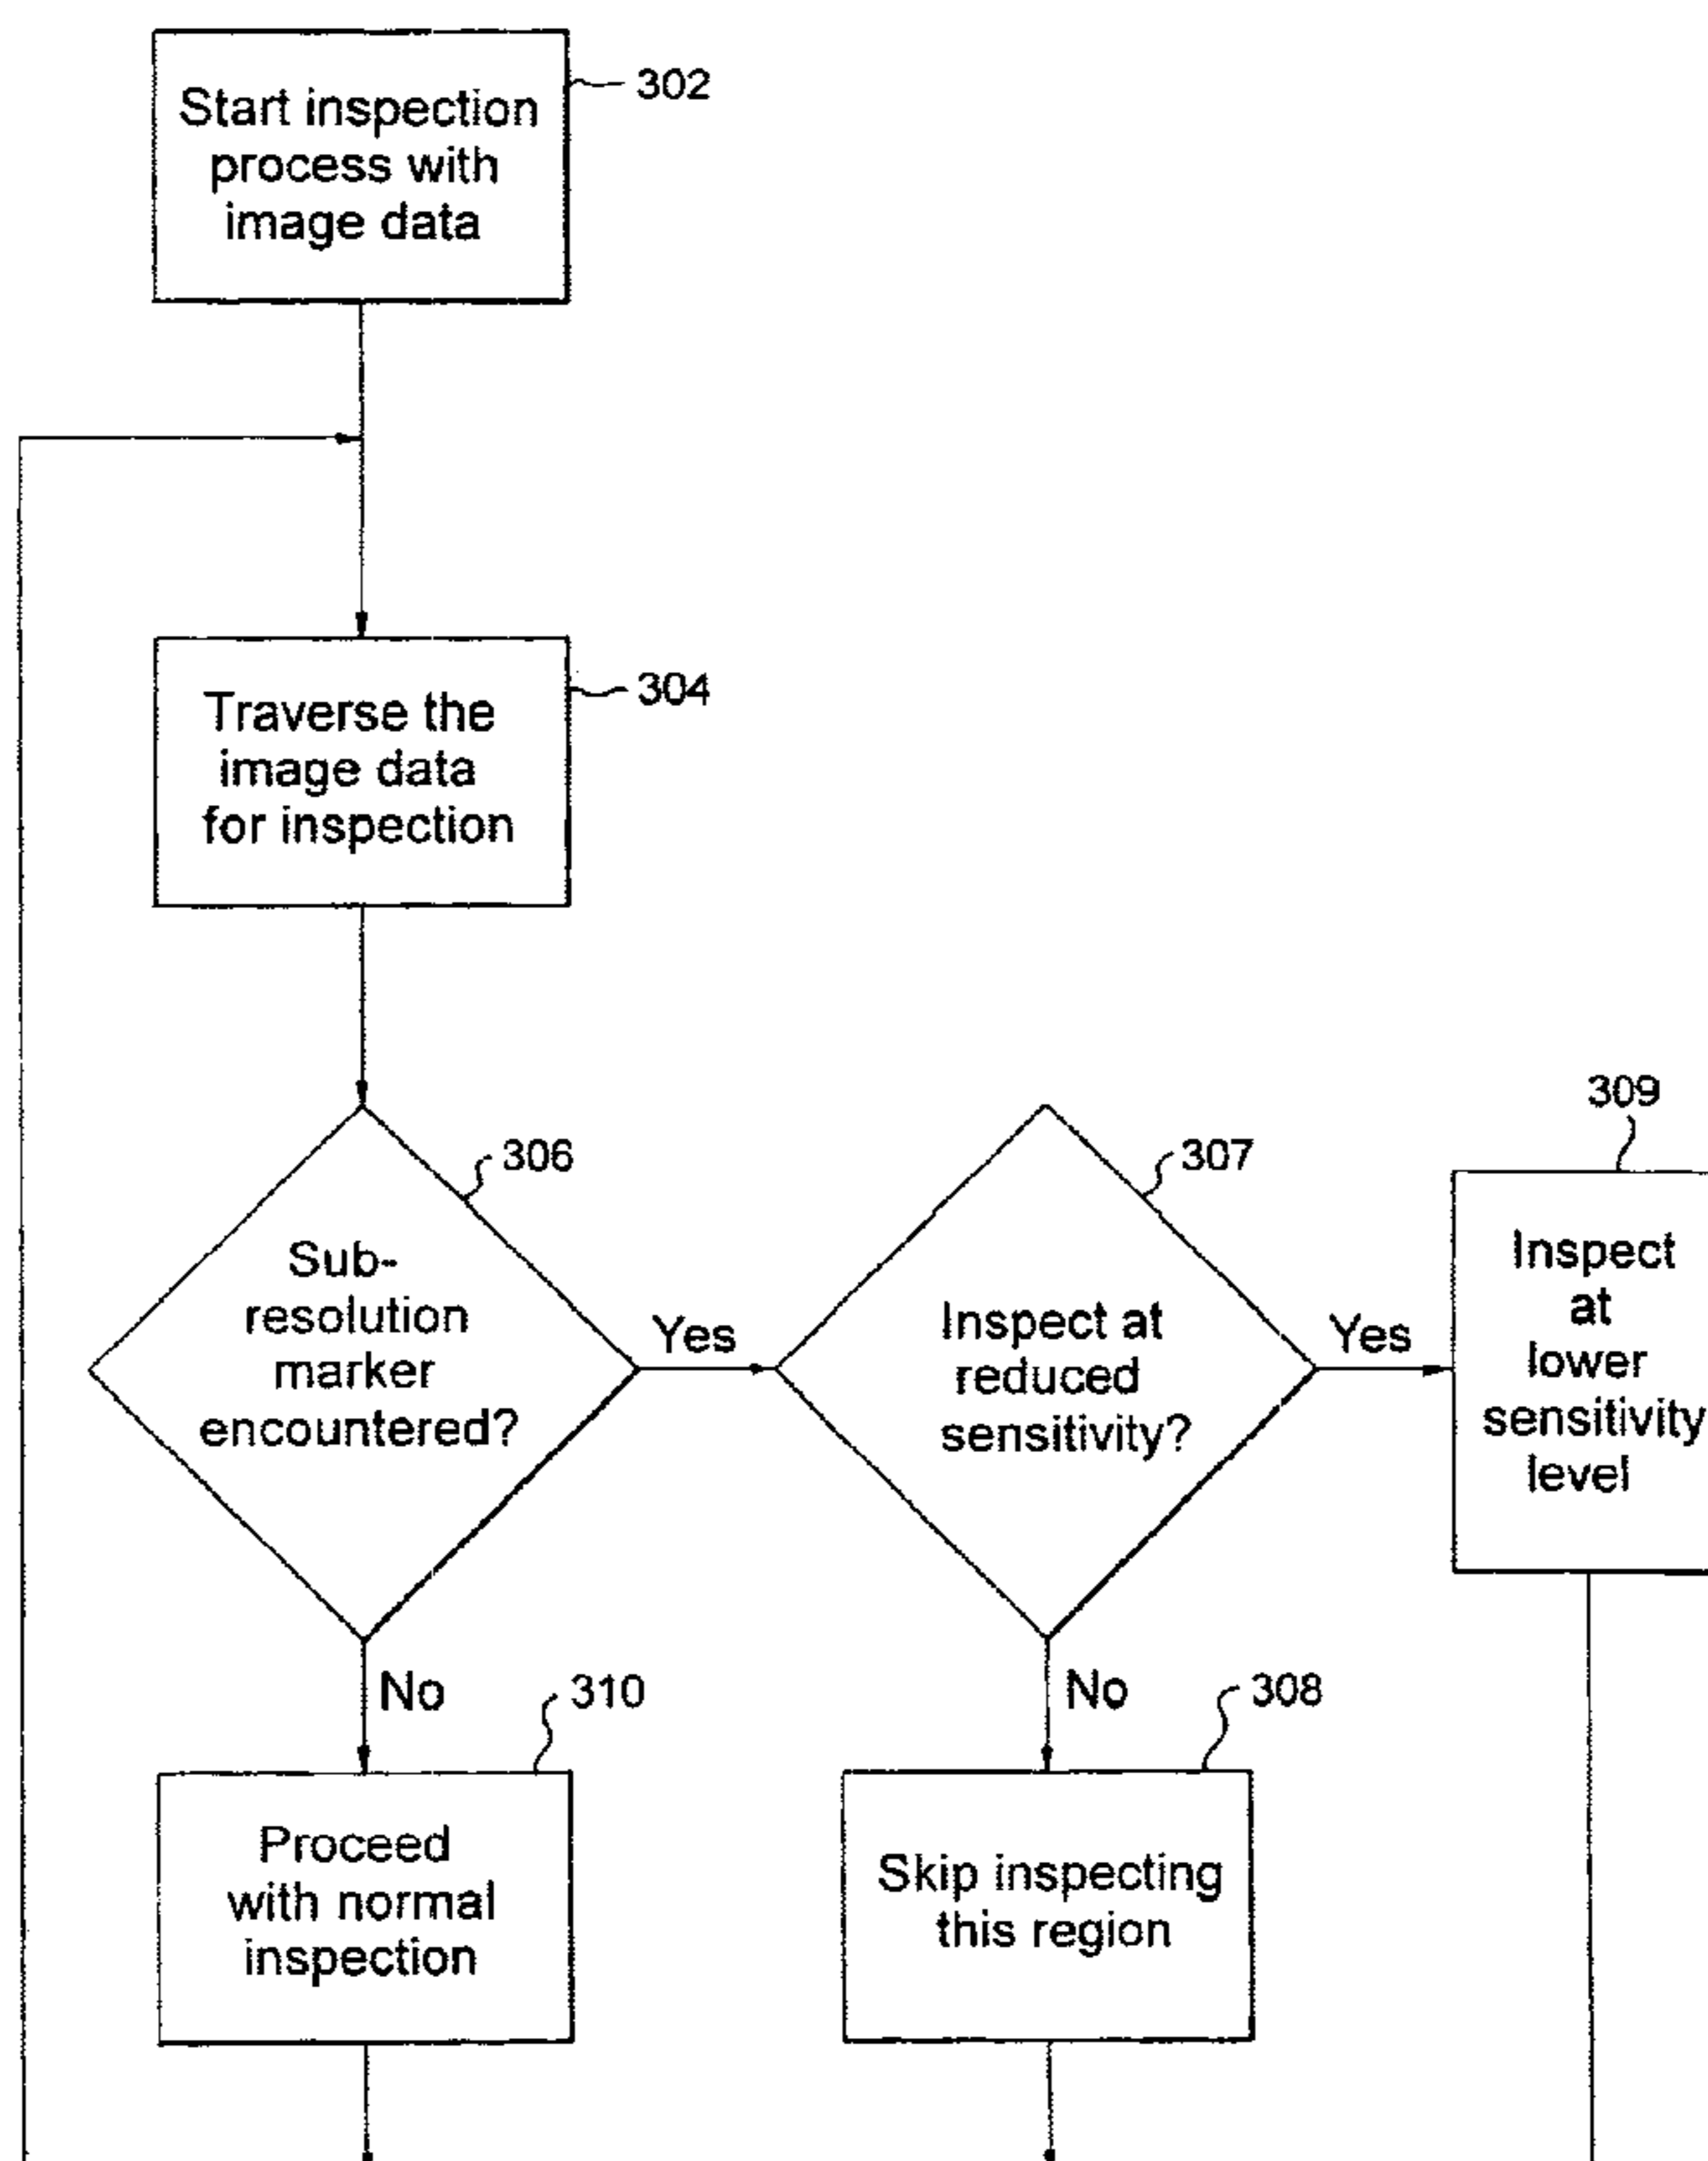 Start inspection
process with
image data
302
Traverse the
image data
for inspection
304
306
Sub-
resolution
marker
encountered?
Yes
307
Inspect at
reduced
sensitivity?
Yes
309
Inspect
at
lower
sensitivity
level
No
310
Proceed
with normal
inspection
No
308
Skip inspecting
this region